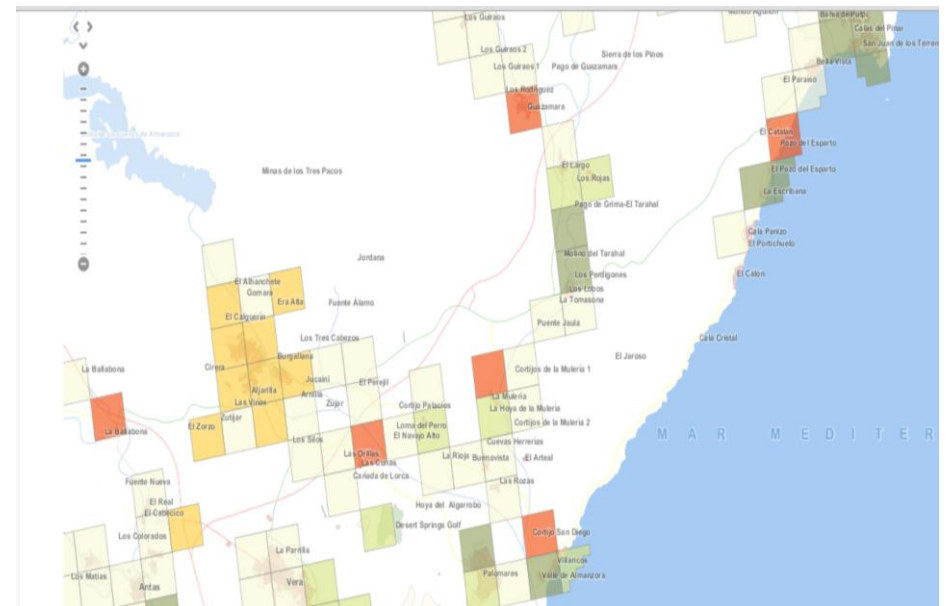 Los Guiraos
Bahía de Pulpí
Calas del Pinar
San Juan de los Terren
Los Guiraos 2
Sierra de los Pinos
Los Guiraos 1
Pago de Guazamara
Bella Vista
El Paraíso
Los Rodríguez
Guazamara
El Catalán
Pozo del Esparto
El Largo
Los Rojas
El Pozo del Esparto
La Escribana
Minas de los Tres Pacos
Pago de Grima-El Tarahal
Cala Panizo
El Portichuelo
Molino del Tarahal
Jordana
Los Perdigones
El Calón
Los Lobos
La Tomasona
El Alhanchete
Gomara
Era Alta
Fuente Álamo
El Calguerín
Puente Jaula
Los Tres Cabezos
Cala Cristal
Burgallana
El Jaroso
La Ballabona
Cirera
Jucainí
El Perejil
Cortijos de la Mulería 1
Aljarilla
Arnilla
Las Viñas
Zújar
Cortijo Palacios
La Mulería
La Hoya de la Mulería
Cortijos de la Mulería 2
Zutíjar
El Zorzo
La Ballabona
Loma del Perro
El Navajo Alto
MAR MEDITER
Los Silos
Cuevas Herrerías
Las Orillas
Las Cunas
La Rioja
Buenavista
El Arteal
Cañada de Lorca
Las Rozas
Fuente Nueva
El Real
El Cabecico
Hoya del Algarrobo
Los Colorados
Desert Springs Golf
Cortijo San Diego
La Parrilla
Villaricos
Los Matías
Antas
Vera
Palomares
Valle de Almanzora